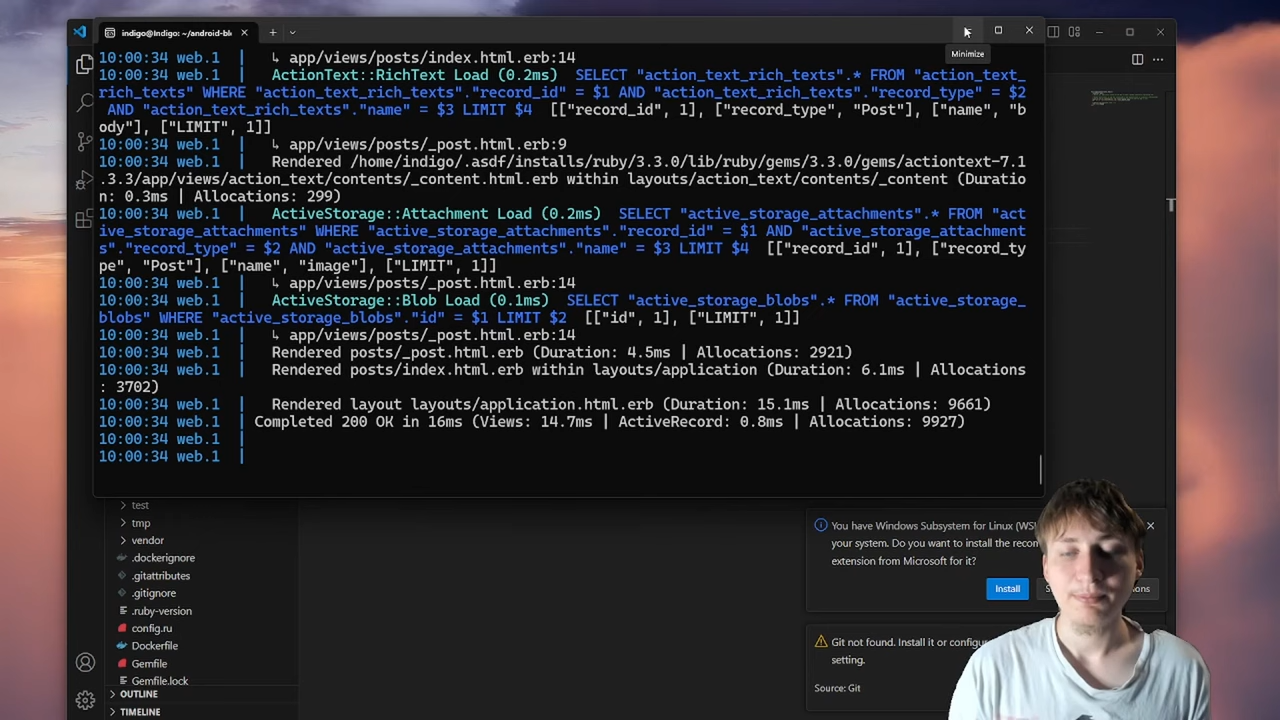 indigo@Indigo: ~/android-bl
Minimize
10:00:34 web.1  |   ↳ app/views/posts/index.html.erb:14
10:00:34 web.1  |   ActionText::RichText Load (0.2ms)  SELECT "action_text_rich_texts".* FROM "action_text_
rich_texts" WHERE "action_text_rich_texts"."record_id" = $1 AND "action_text_rich_texts"."record_type" = $2
AND "action_text_rich_texts"."name" = $3 LIMIT $4  [["record_id", 1], ["record_type", "Post"], ["name", "b
ody"], ["LIMIT", 1]]
10:00:34 web.1  |   ↳ app/views/posts/_post.html.erb:9
10:00:34 web.1  |   Rendered /home/indigo/.asdf/installs/ruby/3.3.0/lib/ruby/gems/3.3.0/gems/actiontext-7.1
.3.3/app/views/action_text/contents/_content.html.erb within layouts/action_text/contents/_content (Duratio
n: 0.3ms | Allocations: 299)
10:00:34 web.1  |   ActiveStorage::Attachment Load (0.2ms)  SELECT "active_storage_attachments".* FROM "act
ive_storage_attachments" WHERE "active_storage_attachments"."record_id" = $1 AND "active_storage_attachment
s"."record_type" = $2 AND "active_storage_attachments"."name" = $3 LIMIT $4  [["record_id", 1], ["record_ty
pe", "Post"], ["name", "image"], ["LIMIT", 1]]
10:00:34 web.1  |   ↳ app/views/posts/_post.html.erb:14
10:00:34 web.1  |   ActiveStorage::Blob Load (0.1ms)  SELECT "active_storage_blobs".* FROM "active_storage_
blobs" WHERE "active_storage_blobs"."id" = $1 LIMIT $2  [["id", 1], ["LIMIT", 1]]
10:00:34 web.1  |   ↳ app/views/posts/_post.html.erb:14
10:00:34 web.1  |   Rendered posts/_post.html.erb (Duration: 4.5ms | Allocations: 2921)
10:00:34 web.1  |   Rendered posts/index.html.erb within layouts/application (Duration: 6.1ms | Allocations
: 3702)
10:00:34 web.1  |   Rendered layout layouts/application.html.erb (Duration: 15.1ms | Allocations: 9661)
10:00:34 web.1  | Completed 200 OK in 16ms (Views: 14.7ms | ActiveRecord: 0.8ms | Allocations: 9927)
10:00:34 web.1  |
10:00:34 web.1  |
test
tmp
vendor
.dockerignore
.gitattributes
.gitignore
.ruby-version
config.ru
Dockerfile
Gemfile
Gemfile.lock
OUTLINE
TIMELINE
You have Windows Subsystem for Linux (WS
your system. Do you want to install the recom
extension from Microsoft for it?
Install
Git not found. Install it or configur
setting.
Source: Git